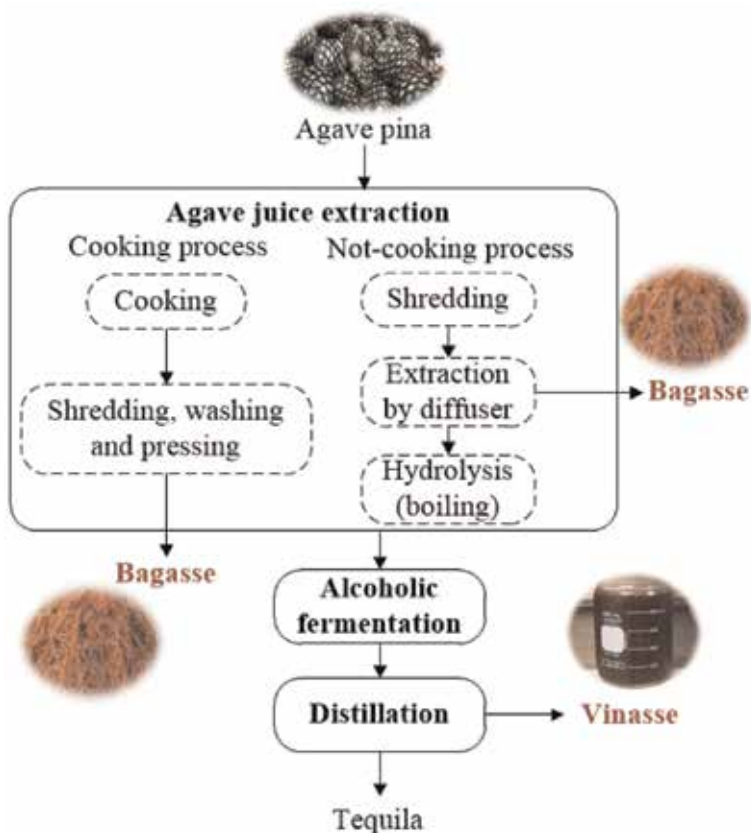 Agave pina
Agave juice extraction
Cooking process
Not-cooking process
Cooking
Shredding
Shredding, washing
and pressing
Extraction
by diffuser
Bagasse
Hydrolysis
(boiling)
Bagasse
Alcoholic
fermentation
Distillation
Vinasse
Tequila